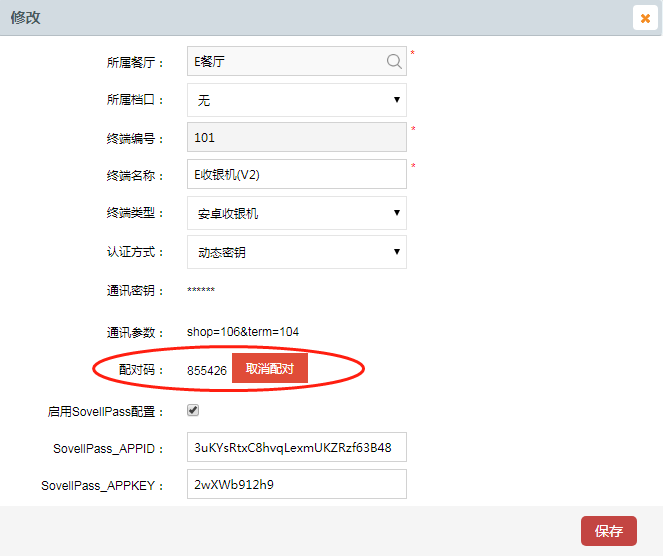 修改
所属餐厅： E餐厅 *
所属档口： 无
终端编号： 101 *
终端名称： E收银机(V2) *
终端类型： 安卓收银机
认证方式： 动态密钥
通讯密钥： ******
通讯参数： shop=106&term=104
配对码： 855426 取消配对
启用SovellPass配置：
SovellPass_APPID： 3uKYsRtxC8hvqLexmUKZRzf63B48
SovellPass_APPKEY： 2wXWb912h9
保存